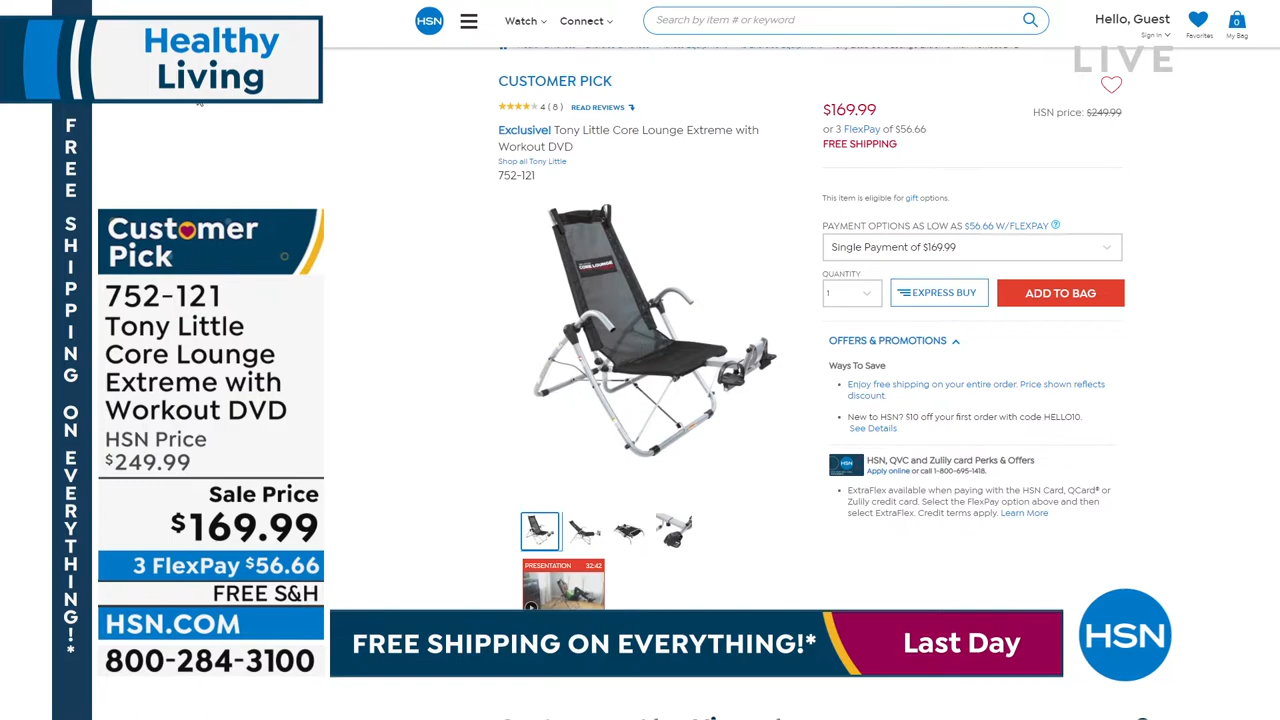 Healthy
Living
FREE SHIPPING ON EVERYTHING!*
Customer
Pick
752-121
Tony Little
Core Lounge
Extreme with
Workout DVD
HSN Price
$249.99
Sale Price
$169.99
3 FlexPay $56.66
FREE S&H
HSN.COM
800-284-3100
HSN
Watch
Connect
Search by item # or keyword
Hello, Guest
Sign In
Favorites
0
My Bag
LIVE
CUSTOMER PICK
4 ( 8 ) READ REVIEWS
Exclusive! Tony Little Core Lounge Extreme with
Workout DVD
Shop all Tony Little
752-121
CORE LOUNGE
PRESENTATION 32:42
$169.99
HSN price: $249.99
or 3 FlexPay of $56.66
FREE SHIPPING
This item is eligible for gift options.
PAYMENT OPTIONS AS LOW AS $56.66 W/FLEXPAY ?
Single Payment of $169.99
QUANTITY
1
EXPRESS BUY
ADD TO BAG
OFFERS & PROMOTIONS
Ways To Save
• Enjoy free shipping on your entire order. Price shown reflects
discount.
• New to HSN? $10 off your first order with code HELLO10.
See Details
HSN
HSN, QVC and Zulily card Perks & Offers
Apply online or call 1-800-695-1418.
• ExtraFlex available when paying with the HSN Card, QCard® or
Zulily credit card. Select the FlexPay option above and then
select ExtraFlex. Credit terms apply. Learn More
FREE SHIPPING ON EVERYTHING!*
Last Day
HSN